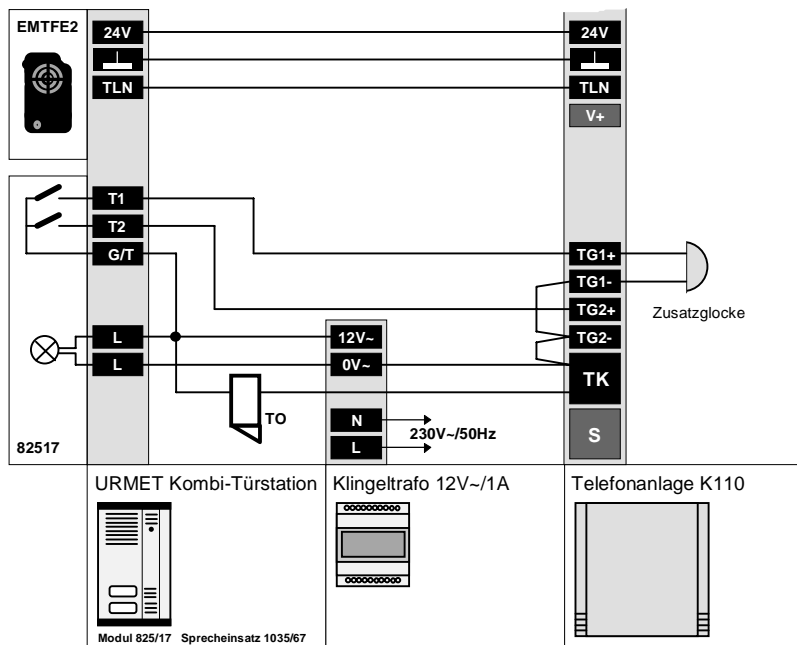 EMTFE2
24V
24V
TLN
TLN
V+
T1
T2
G/T
TG1+
TG1-
TG2+
TG2-
Zusatzglocke
L
12V~
L
0V~
TK
TO
N
230V~/50Hz
L
S
82517
URMET Kombi-Türstation
Klingeltrafo 12V~/1A
Telefonanlage K110
Modul 825/17 Sprecheinsatz 1035/67